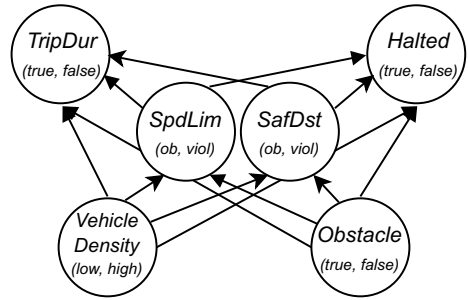 TripDur
(true, false)
Halted
(true, false)
SpdLim
(ob, viol)
SafDst
(ob, viol)
Vehicle
Density
(low, high)
Obstacle
(true, false)